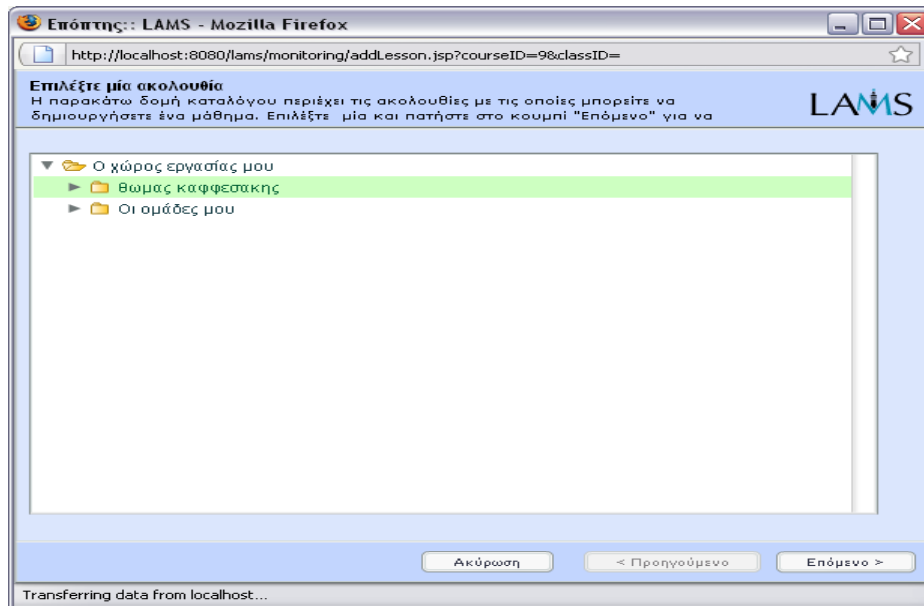 Επόπτης:: LAMS - Mozilla Firefox
http://localhost:8080/lams/monitoring/addLesson.jsp?courseID=9&classID=
Επιλέξτε μία ακολουθία
Η παρακάτω δομή καταλόγου περιέχει τις ακολουθίες με τις οποίες μπορείτε να
δημιουργήσετε ένα μάθημα. Επιλέξτε μία και πατήστε στο κουμπί "Επόμενο" για να
LAMS
Ο χώρος εργασίας μου
θωμας καφφεσακης
Οι ομάδες μου
Ακύρωση
< Προηγούμενο
Επόμενο >
Transferring data from localhost...